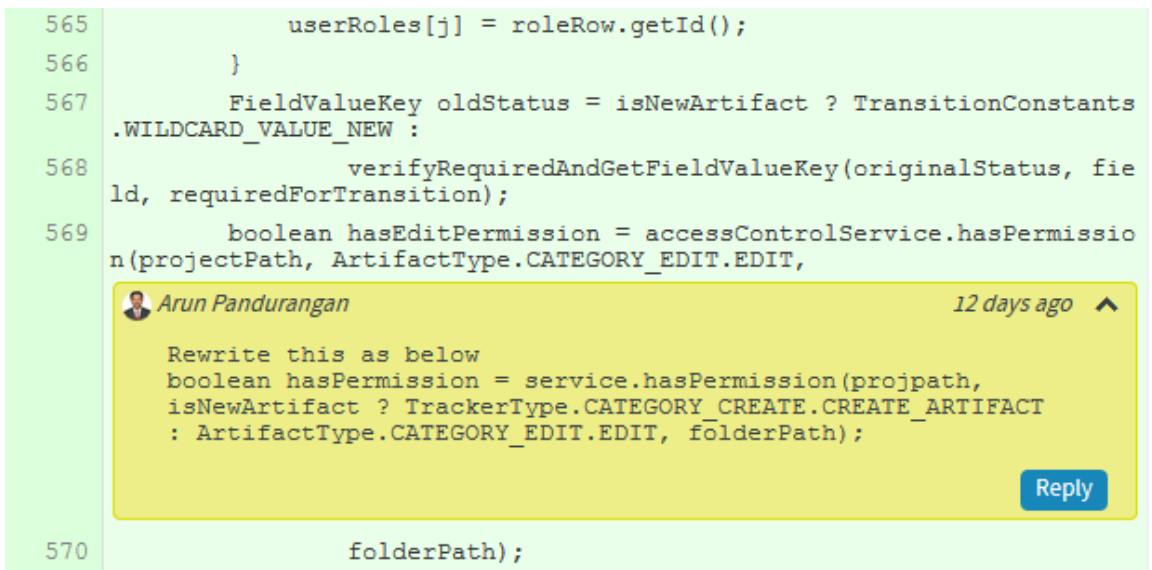 565 userRoles[j] = roleRow.getId();
566 }
567 FieldValueKey oldStatus = isNewArtifact ? TransitionConstants
.WILDCARD_VALUE_NEW :
568 verifyRequiredAndGetFieldValueKey(originalStatus, fie
ld, requiredForTransition);
569 boolean hasEditPermission = accessControlService.hasPermissio
n(projectPath, ArtifactType.CATEGORY_EDIT.EDIT,
Arun Pandurangan 12 days ago
Rewrite this as below
boolean hasPermission = service.hasPermission(projpath,
isNewArtifact ? TrackerType.CATEGORY_CREATE.CREATE_ARTIFACT
: ArtifactType.CATEGORY_EDIT.EDIT, folderPath);
Reply
570 folderPath);